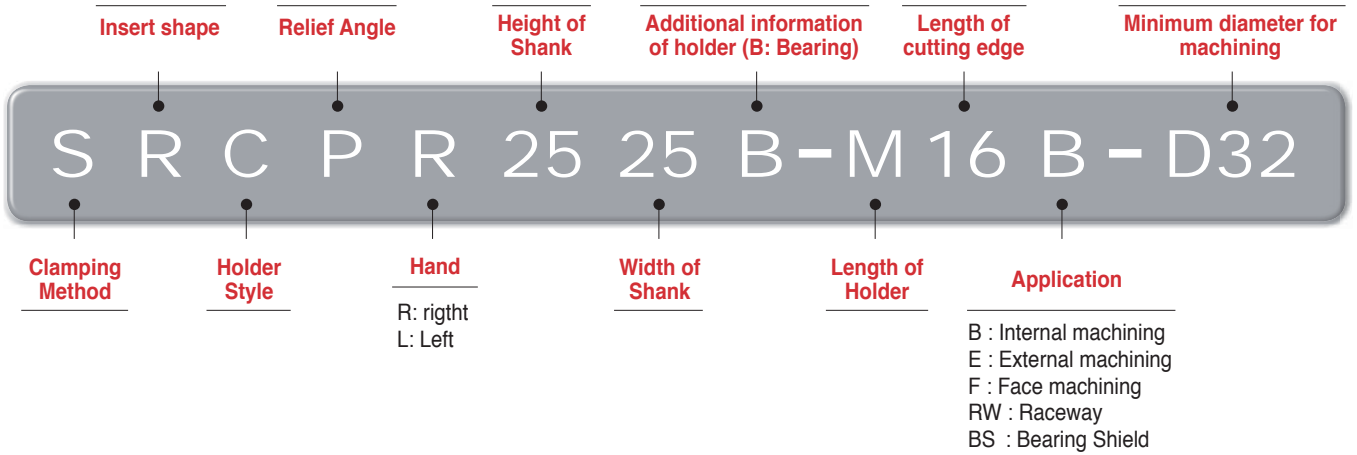 Insert shape
Relief Angle
Height of
Shank
Additional information
of holder (B: Bearing)
Length of
cutting edge
Minimum diameter for
machining
S R C P R 25 25 B-M 16 B - D32
Clamping
Method
Holder
Style
Hand
R: rigtht
L: Left
Width of
Shank
Length of
Holder
Application
B : Internal machining
E : External machining
F : Face machining
RW : Raceway
BS : Bearing Shield